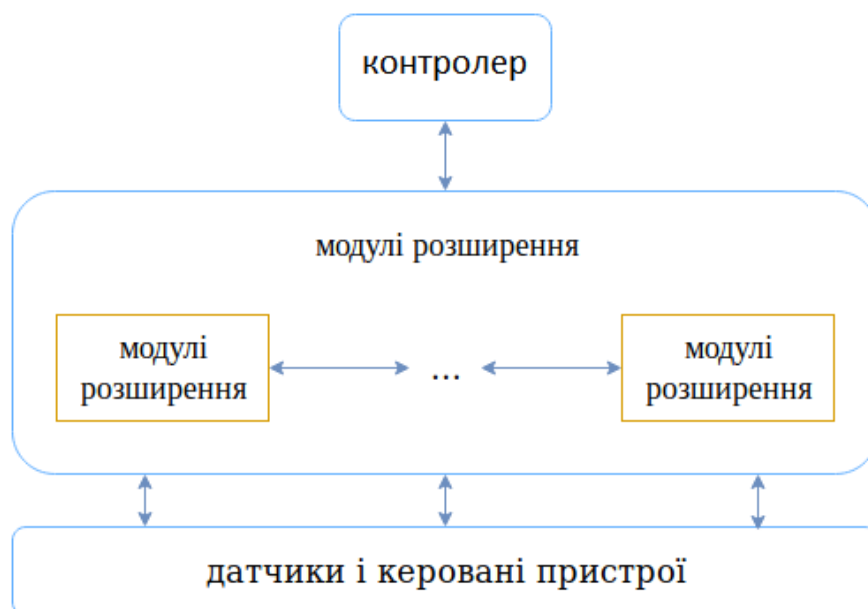 контролер
модулі розширення
модулі
розширення
...
модулі
розширення
датчики і керовані пристрої